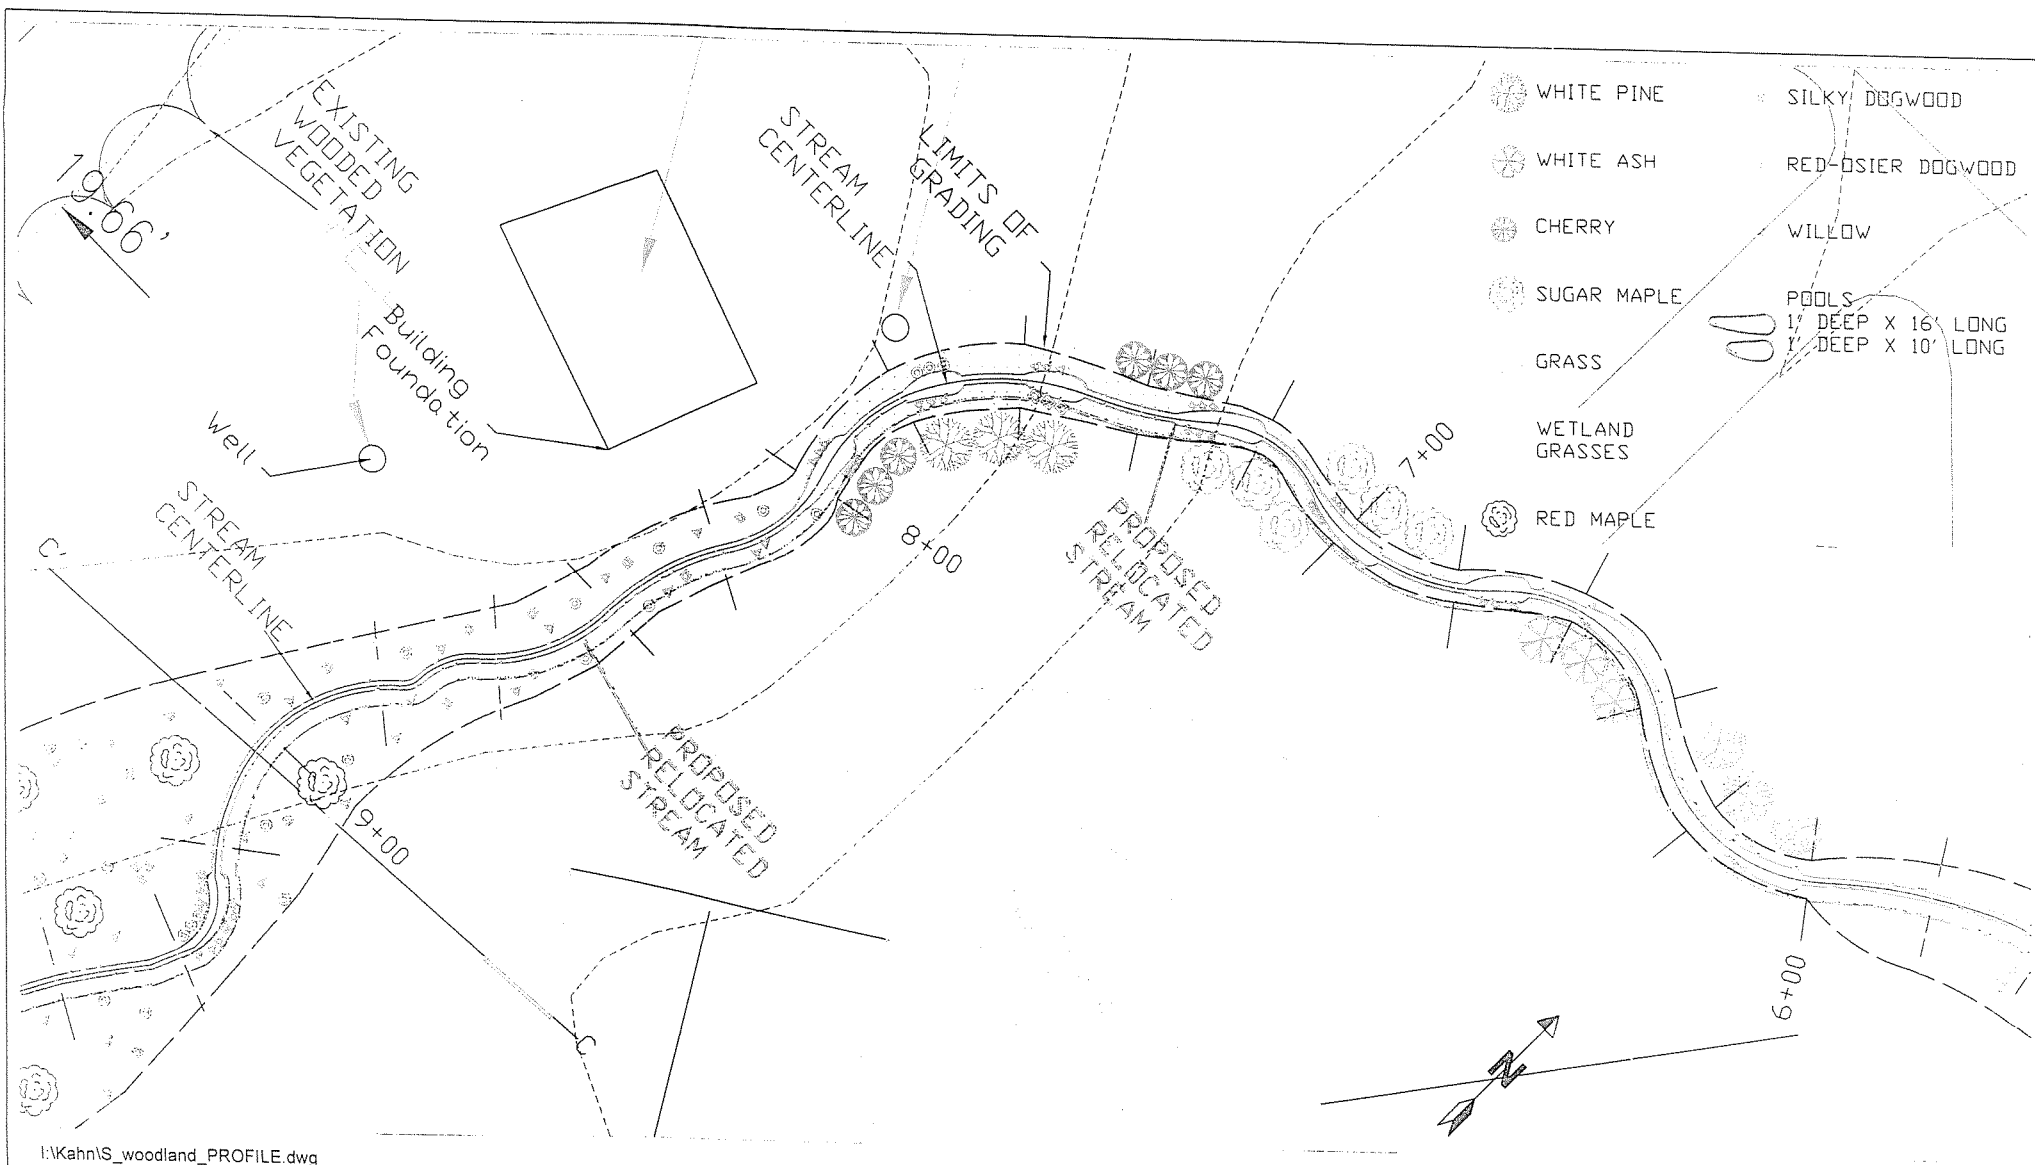 19.66'
EXISTING
WOODED
VEGETATION
STREAM
CENTERLINE
LIMITS OF
GRADING
WHITE PINE
WHITE ASH
CHERRY
SUGAR MAPLE
GRASS
WETLAND
GRASSES
RED MAPLE
SILKY DOGWOOD
RED-OSIER DOGWOOD
WILLOW
POOLS
1' DEEP X 16' LONG
1' DEEP X 10' LONG
Building
Foundation
Well
STREAM
CENTERLINE
C'
7+00
8+00
PROPOSED
RELOCATED
STREAM
PROPOSED
RELOCATED
STREAM
9+00
C
6+00
N
I:\Kahn\S_woodland_PROFILE.dwg